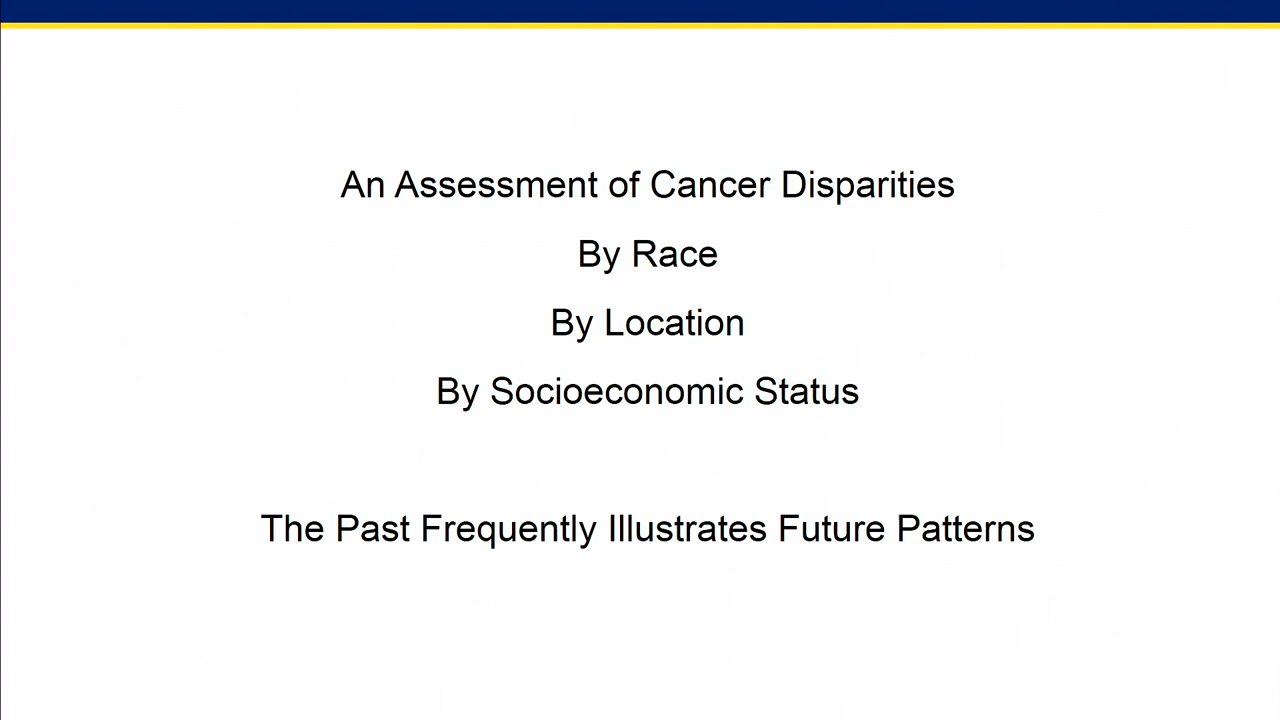 An Assessment of Cancer Disparities
By Race
By Location
By Socioeconomic Status
The Past Frequently Illustrates Future Patterns